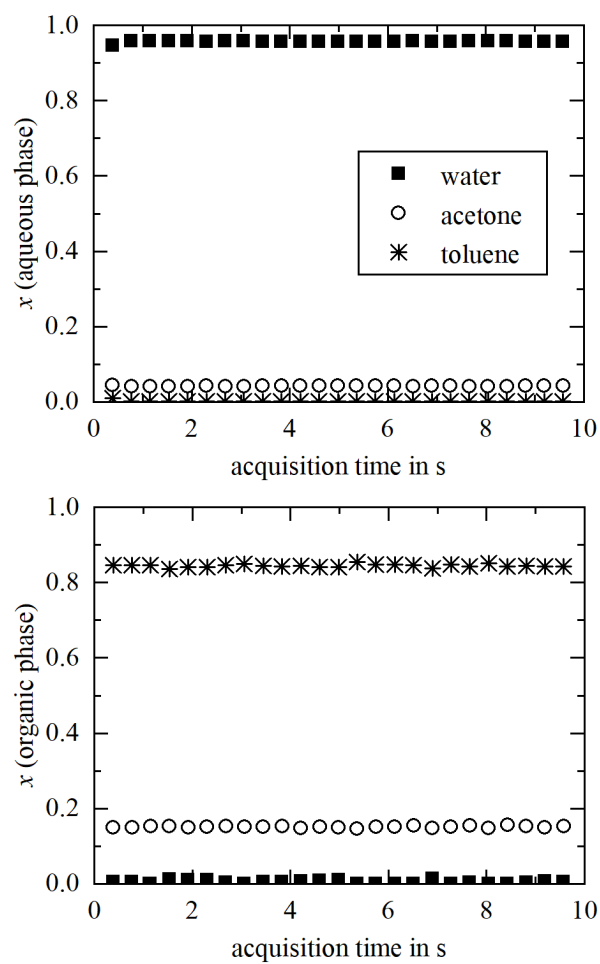 1.0
0.8
0.6
0.4
0.2
0.0
x (aqueous phase)
water
acetone
toluene
0 2 4 6 8 10
acquisition time in s
1.0
0.8
0.6
0.4
0.2
0.0
x (organic phase)
0 2 4 6 8 10
acquisition time in s